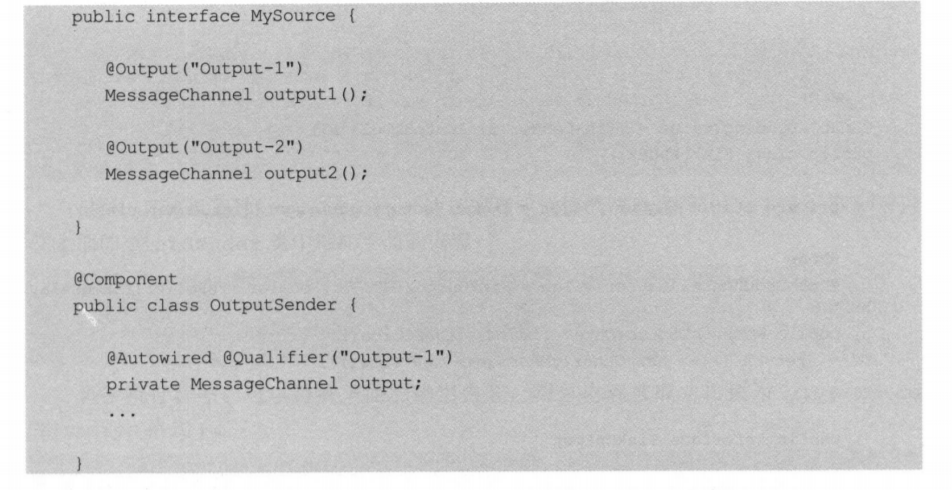 public interface MySource {

    @Output("Output-1")
    MessageChannel output1();

    @Output("Output-2")
    MessageChannel output2();

}

@Component
public class OutputSender {

    @Autowired @Qualifier("Output-1")
    private MessageChannel output;
    ...

}